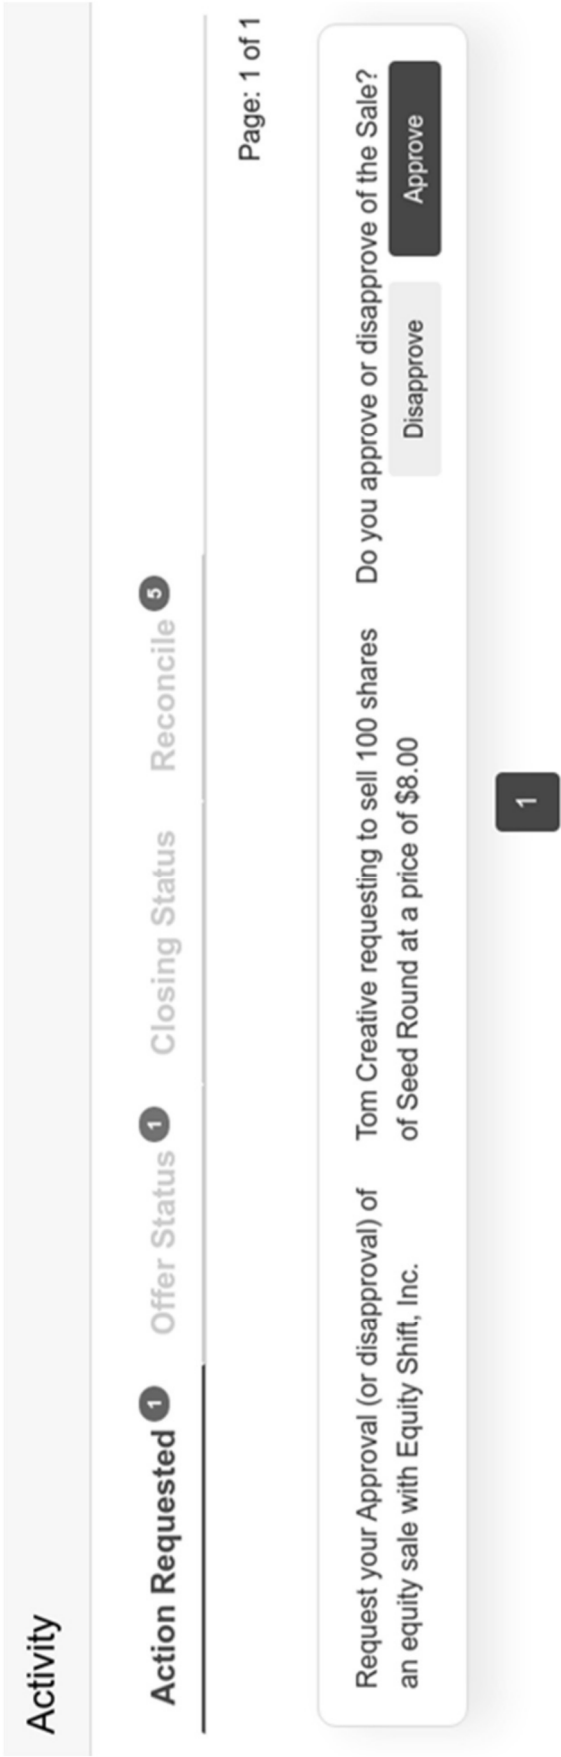 Activity
Action Requested 1 Offer Status 1 Closing Status Reconcile 5
Page: 1 of 1
Request your Approval (or disapproval) of
an equity sale with Equity Shift, Inc.
Tom Creative requesting to sell 100 shares
of Seed Round at a price of $8.00
Do you approve or disapprove of the Sale?
Disapprove Approve
1